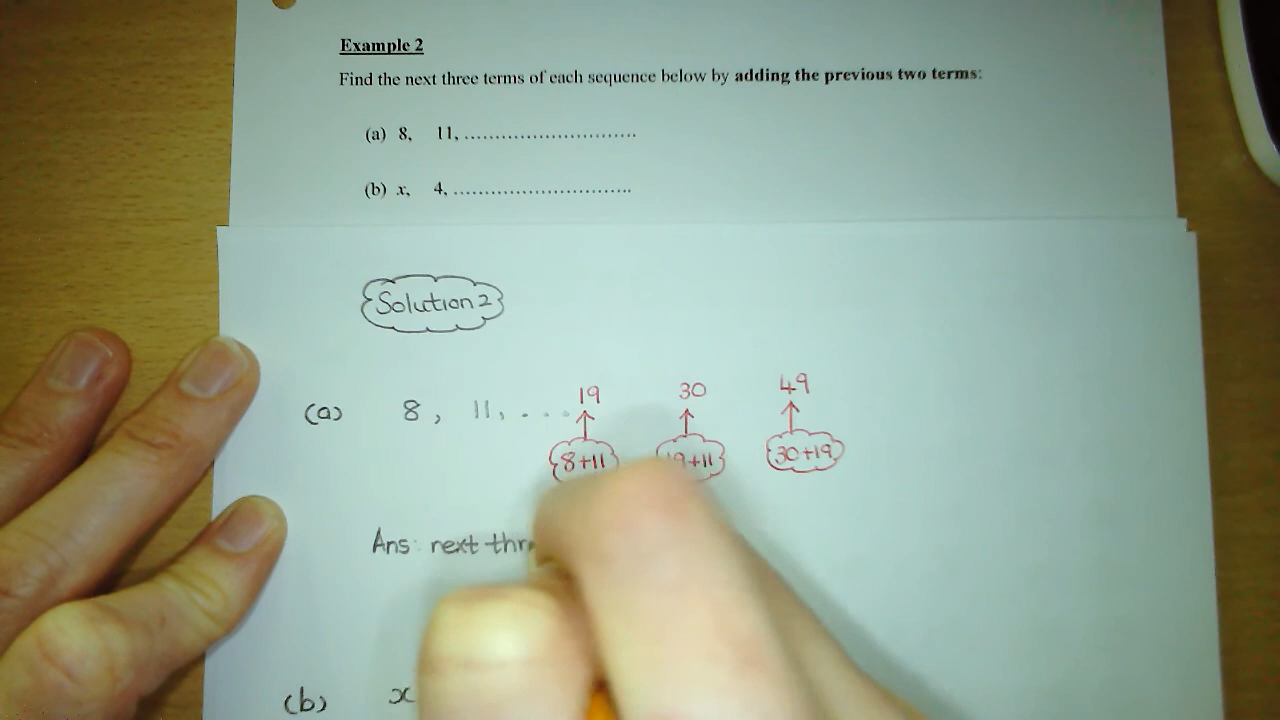 Example 2
Find the next three terms of each sequence below by adding the previous two terms:
(a) 8, 11, ............................
(b) x, 4, .............................
Solution 2
19 30 49
(a) 8, 11, ....
8+11 30+19
Ans: next
(b) x